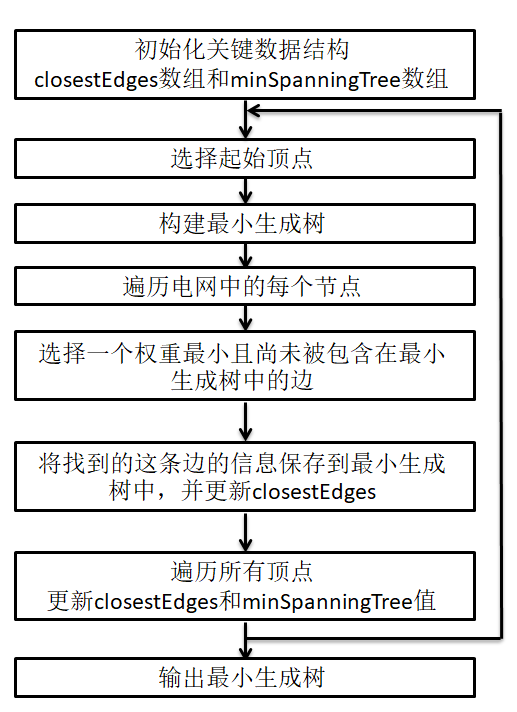 初始化关键数据结构
closestEdges数组和minSpanningTree数组
选择起始顶点
构建最小生成树
遍历电网中的每个节点
选择一个权重最小且尚未被包含在最小
生成树中的边
将找到的这条边的信息保存到最小生成
树中，并更新closestEdges
遍历所有顶点
更新closestEdges和minSpanningTree值
输出最小生成树